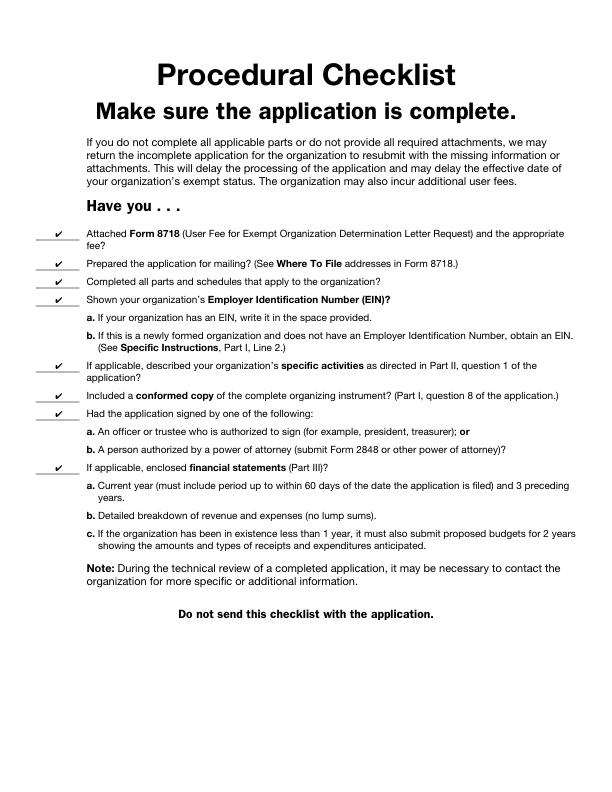 Procedural Checklist
Make sure the application is complete.
If you do not complete all applicable parts or do not provide all required attachments, we may
return the incomplete application for the organization to resubmit with the missing information or
attachments. This will delay the processing of the application and may delay the effective date of
your organization's exempt status. The organization may also incur additional user fees.
Have you . . .
✔ Attached Form 8718 (User Fee for Exempt Organization Determination Letter Request) and the appropriate
fee?
✔ Prepared the application for mailing? (See Where To File addresses in Form 8718.)
✔ Completed all parts and schedules that apply to the organization?
✔ Shown your organization's Employer Identification Number (EIN)?
a. If your organization has an EIN, write it in the space provided.
b. If this is a newly formed organization and does not have an Employer Identification Number, obtain an EIN.
(See Specific Instructions, Part I, Line 2.)
✔ If applicable, described your organization's specific activities as directed in Part II, question 1 of the
application?
✔ Included a conformed copy of the complete organizing instrument? (Part I, question 8 of the application.)
✔ Had the application signed by one of the following:
a. An officer or trustee who is authorized to sign (for example, president, treasurer); or
b. A person authorized by a power of attorney (submit Form 2848 or other power of attorney)?
✔ If applicable, enclosed financial statements (Part III)?
a. Current year (must include period up to within 60 days of the date the application is filed) and 3 preceding
years.
b. Detailed breakdown of revenue and expenses (no lump sums).
c. If the organization has been in existence less than 1 year, it must also submit proposed budgets for 2 years
showing the amounts and types of receipts and expenditures anticipated.
Note: During the technical review of a completed application, it may be necessary to contact the
organization for more specific or additional information.
Do not send this checklist with the application.